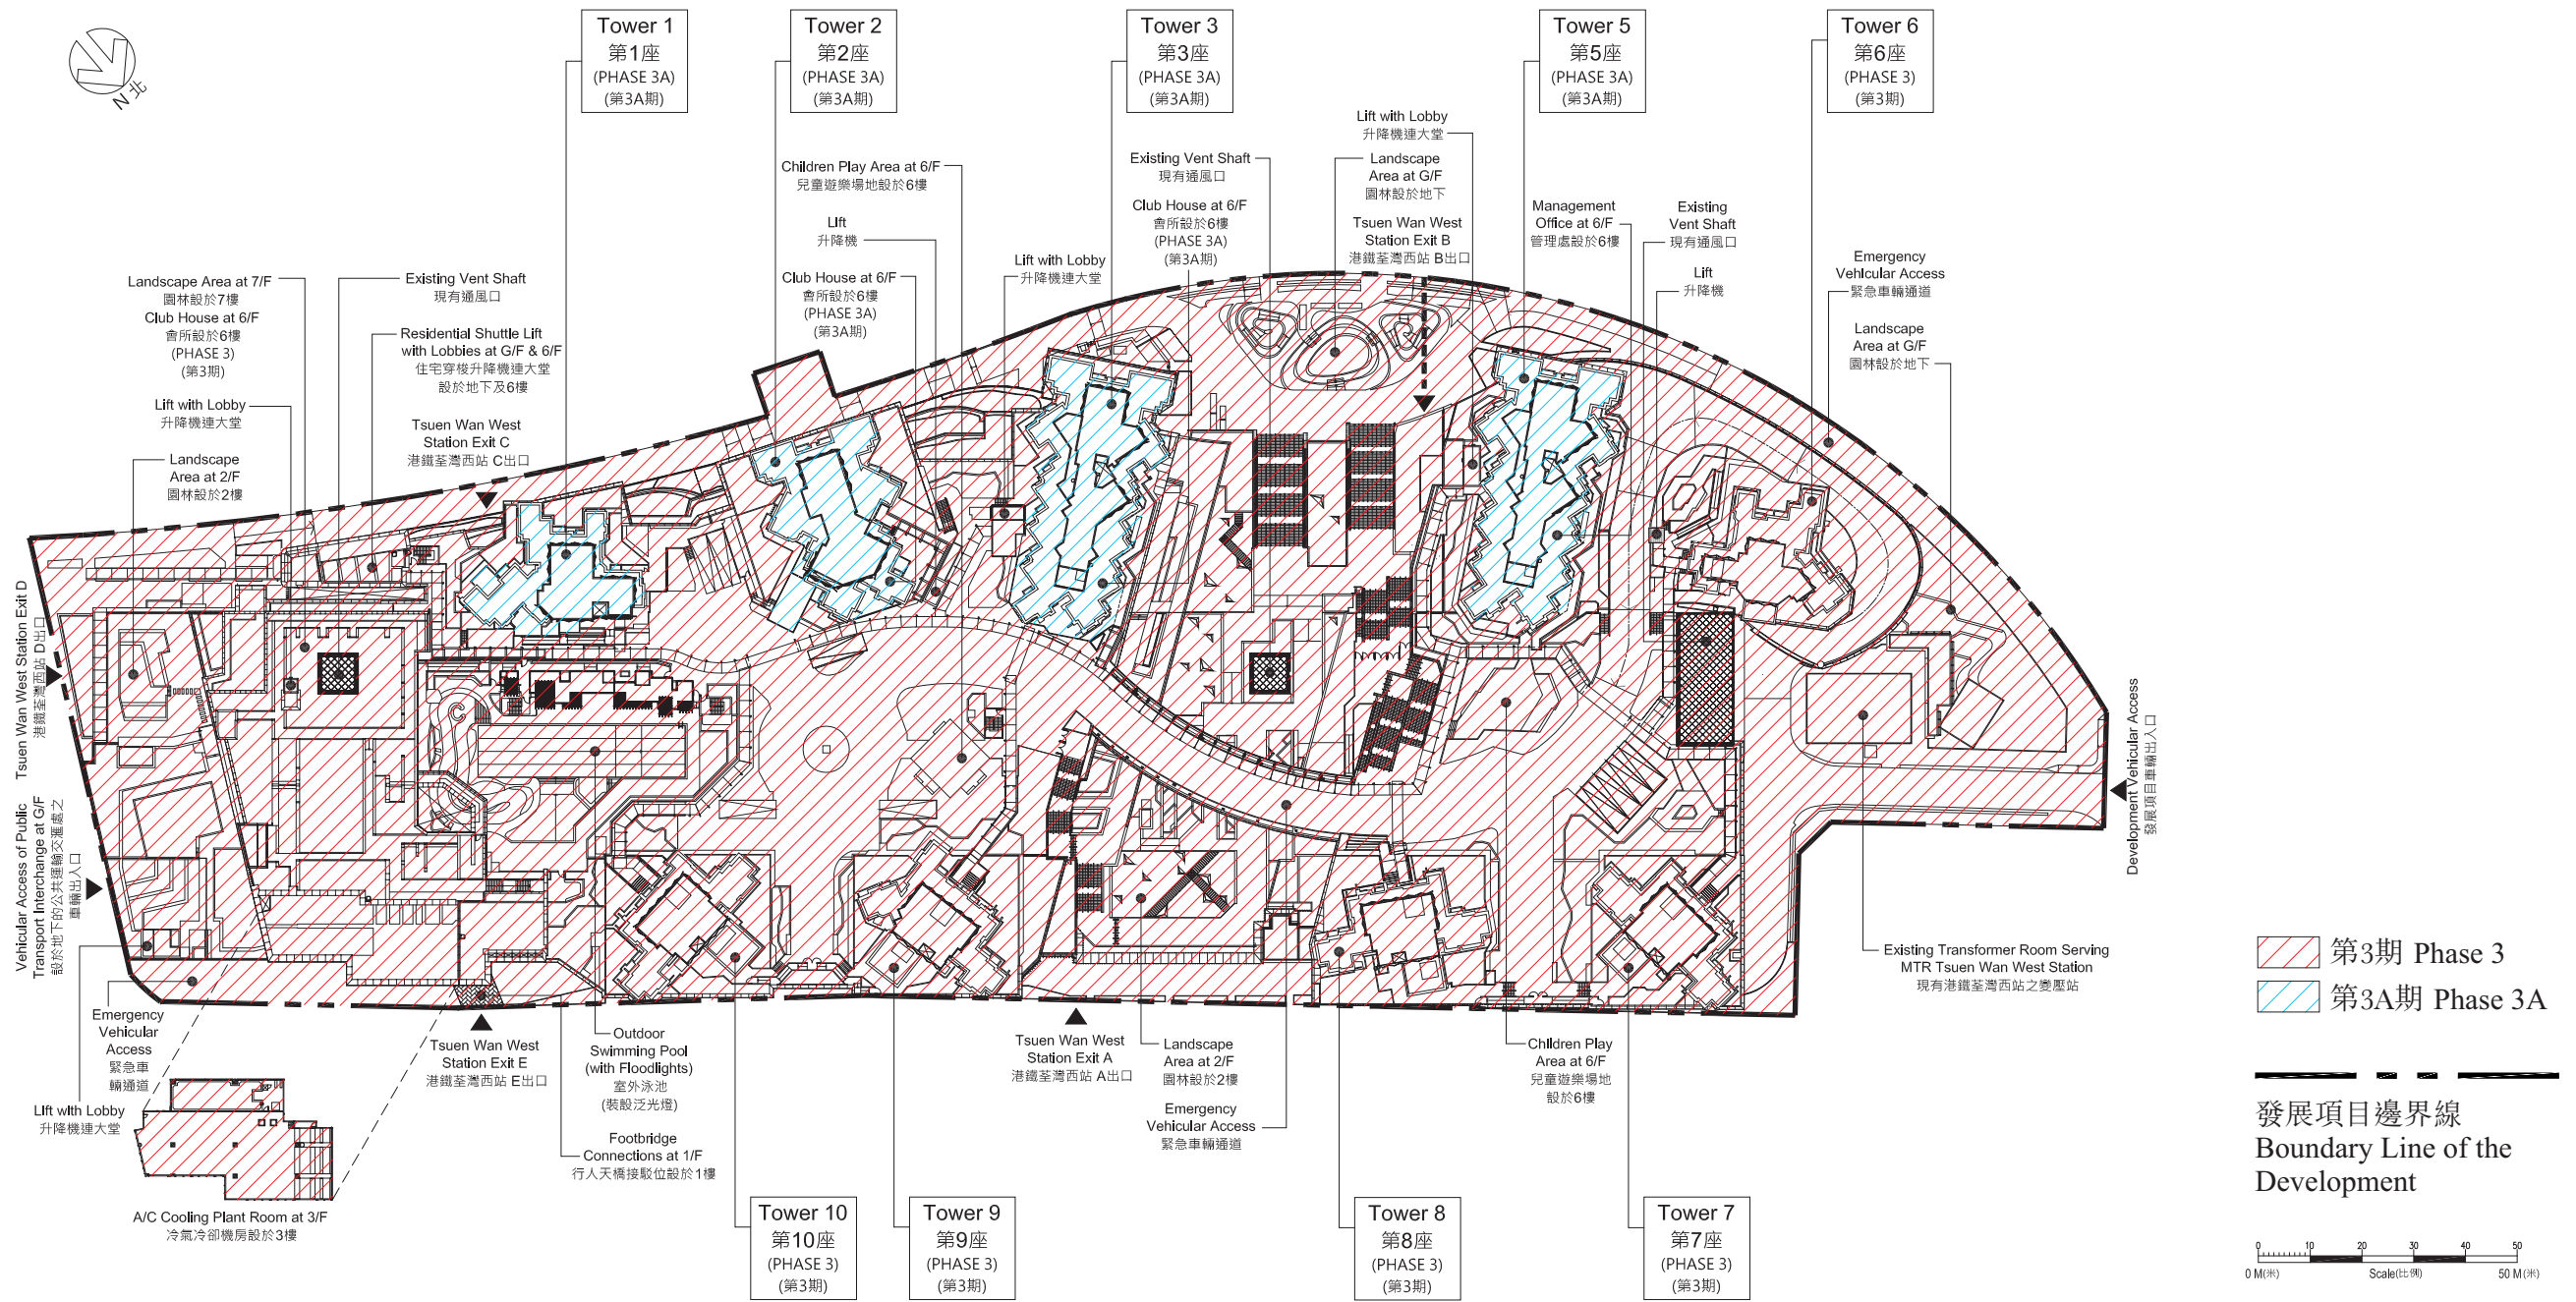 N 北
Tower 1
第1座
(PHASE 3A)
(第3A期)
Tower 2
第2座
(PHASE 3A)
(第3A期)
Tower 3
第3座
(PHASE 3A)
(第3A期)
Tower 5
第5座
(PHASE 3A)
(第3A期)
Tower 6
第6座
(PHASE 3)
(第3期)
Children Play Area at 6/F
兒童遊樂場地設於6樓
Lift
升降機
Club House at 6/F
會所設於6樓
(PHASE 3A)
(第3A期)
Lift with Lobby
升降機連大堂
Existing Vent Shaft
現有通風口
Club House at 6/F
會所設於6樓
(PHASE 3A)
(第3A期)
Lift with Lobby
升降機連大堂
Landscape
Area at G/F
園林設於地下
Tsuen Wan West
Station Exit B
港鐵荃灣西站 B出口
Management
Office at 6/F
管理處設於6樓
Existing
Vent Shaft
現有通風口
Lift
升降機
Emergency
Vehicular Access
緊急車輛通道
Landscape
Area at G/F
園林設於地下
Landscape Area at 7/F
園林設於7樓
Club House at 6/F
會所設於6樓
(PHASE 3)
(第3期)
Existing Vent Shaft
現有通風口
Residential Shuttle Lift
with Lobbies at G/F & 6/F
住宅穿梭升降機連大堂
設於地下及6樓
Lift with Lobby
升降機連大堂
Tsuen Wan West
Station Exit C
港鐵荃灣西站 C出口
Landscape
Area at 2/F
園林設於2樓
Tsuen Wan West Station Exit D
港鐵荃灣西站 D出口
Vehicular Access of Public
Transport Interchange at G/F
設於地下的公共運輸交滙處之
車輛出入口
Development Vehicular Access
發展項目車輛出入口
Existing Transformer Room Serving
MTR Tsuen Wan West Station
現有港鐵荃灣西站之變壓站
Emergency
Vehicular
Access
緊急車
輛通道
Lift with Lobby
升降機連大堂
A/C Cooling Plant Room at 3/F
冷氣冷卻機房設於3樓
Tsuen Wan West
Station Exit E
港鐵荃灣西站 E出口
Outdoor
Swimming Pool
(with Floodlights)
室外泳池
(裝設泛光燈)
Footbridge
Connections at 1/F
行人天橋接駁位設於1樓
Tsuen Wan West
Station Exit A
港鐵荃灣西站 A出口
Landscape
Area at 2/F
園林設於2樓
Emergency
Vehicular Access
緊急車輛通道
Children Play
Area at 6/F
兒童遊樂場地
設於6樓
Tower 10
第10座
(PHASE 3)
(第3期)
Tower 9
第9座
(PHASE 3)
(第3期)
Tower 8
第8座
(PHASE 3)
(第3期)
Tower 7
第7座
(PHASE 3)
(第3期)
第3期 Phase 3
第3A期 Phase 3A
發展項目邊界線
Boundary Line of the
Development
0 10 20 30 40 50
0 M(米) Scale(比例) 50 M(米)